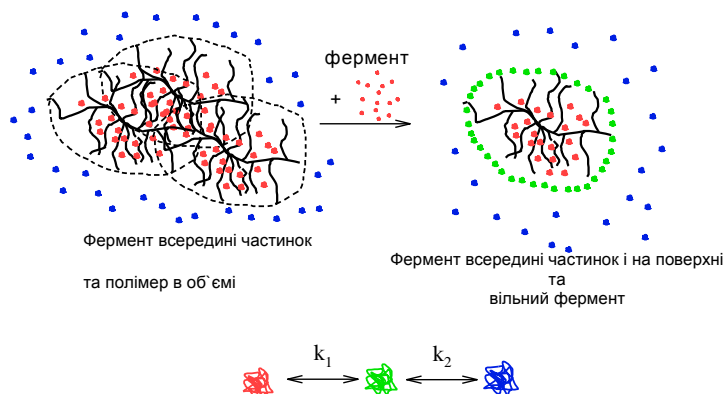 фермент
+
Фермент всередині частинок
та полімер в об`ємі
Фермент всередині частинок і на поверхні
та
вільний фермент
k1
k2